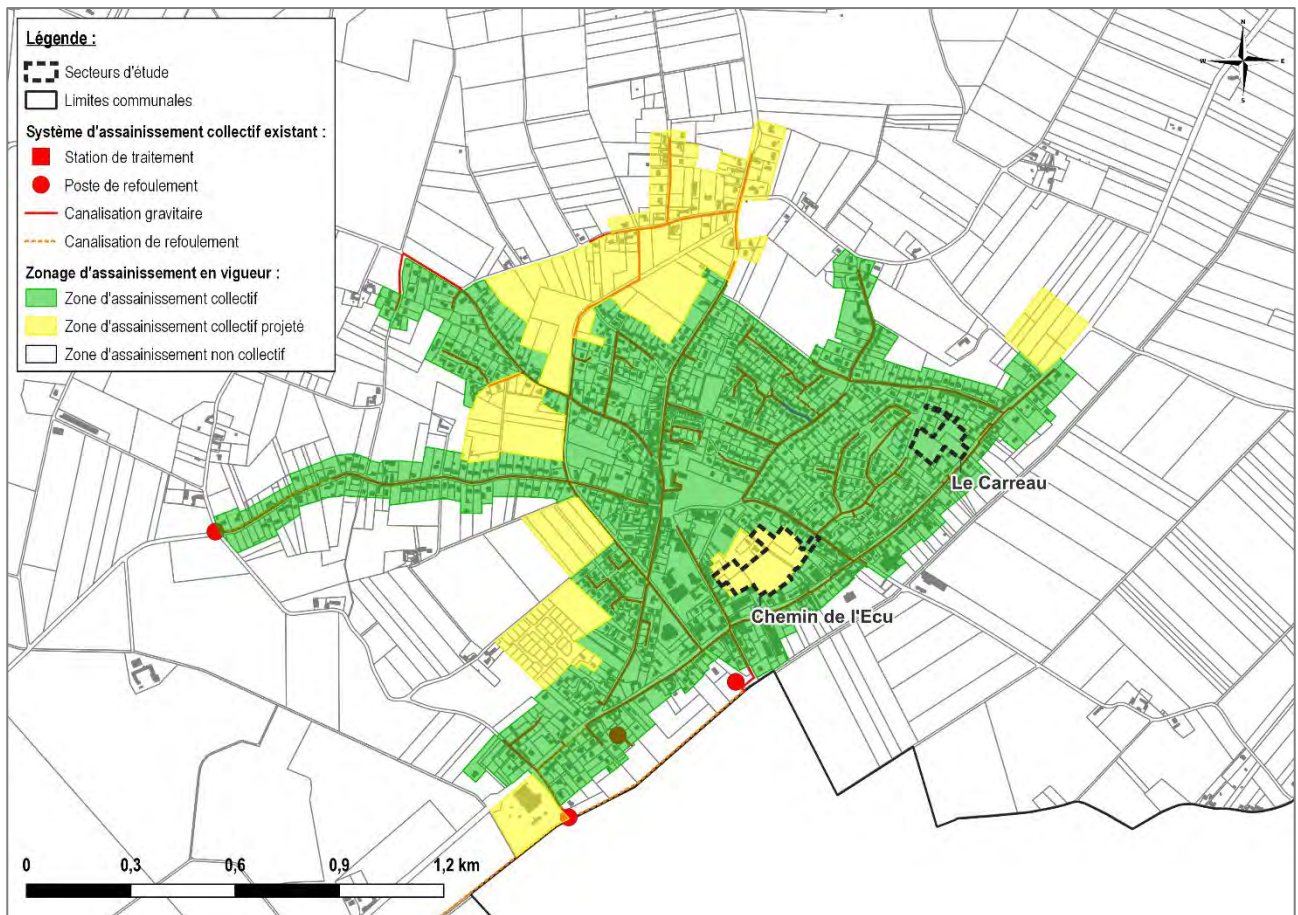 Légende :
Secteurs d'étude
Limites communales
Système d'assainissement collectif existant :
Station de traitement
Poste de refoulement
Canalisation gravitaire
Canalisation de refoulement
Zonage d'assainissement en vigueur :
Zone d'assainissement collectif
Zone d'assainissement collectif projeté
Zone d'assainissement non collectif
N
W
E
S
Le Carreau
Chemin de l'Ecu
0 0,3 0,6 0,9 1,2 km